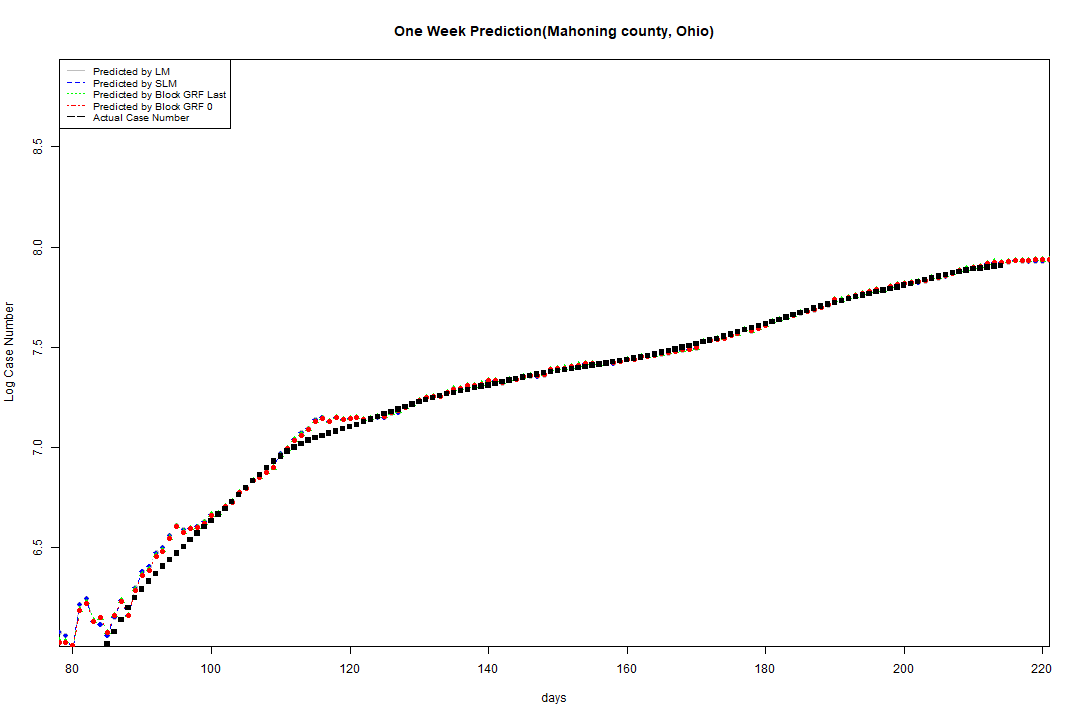 One Week Prediction(Mahoning county, Ohio)
Predicted by LM
Predicted by SLM
Predicted by Block GRF Last
Predicted by Block GRF 0
Actual Case Number
8.5
8.0
7.5
7.0
6.5
Log Case Number
80 100 120 140 160 180 200 220
days